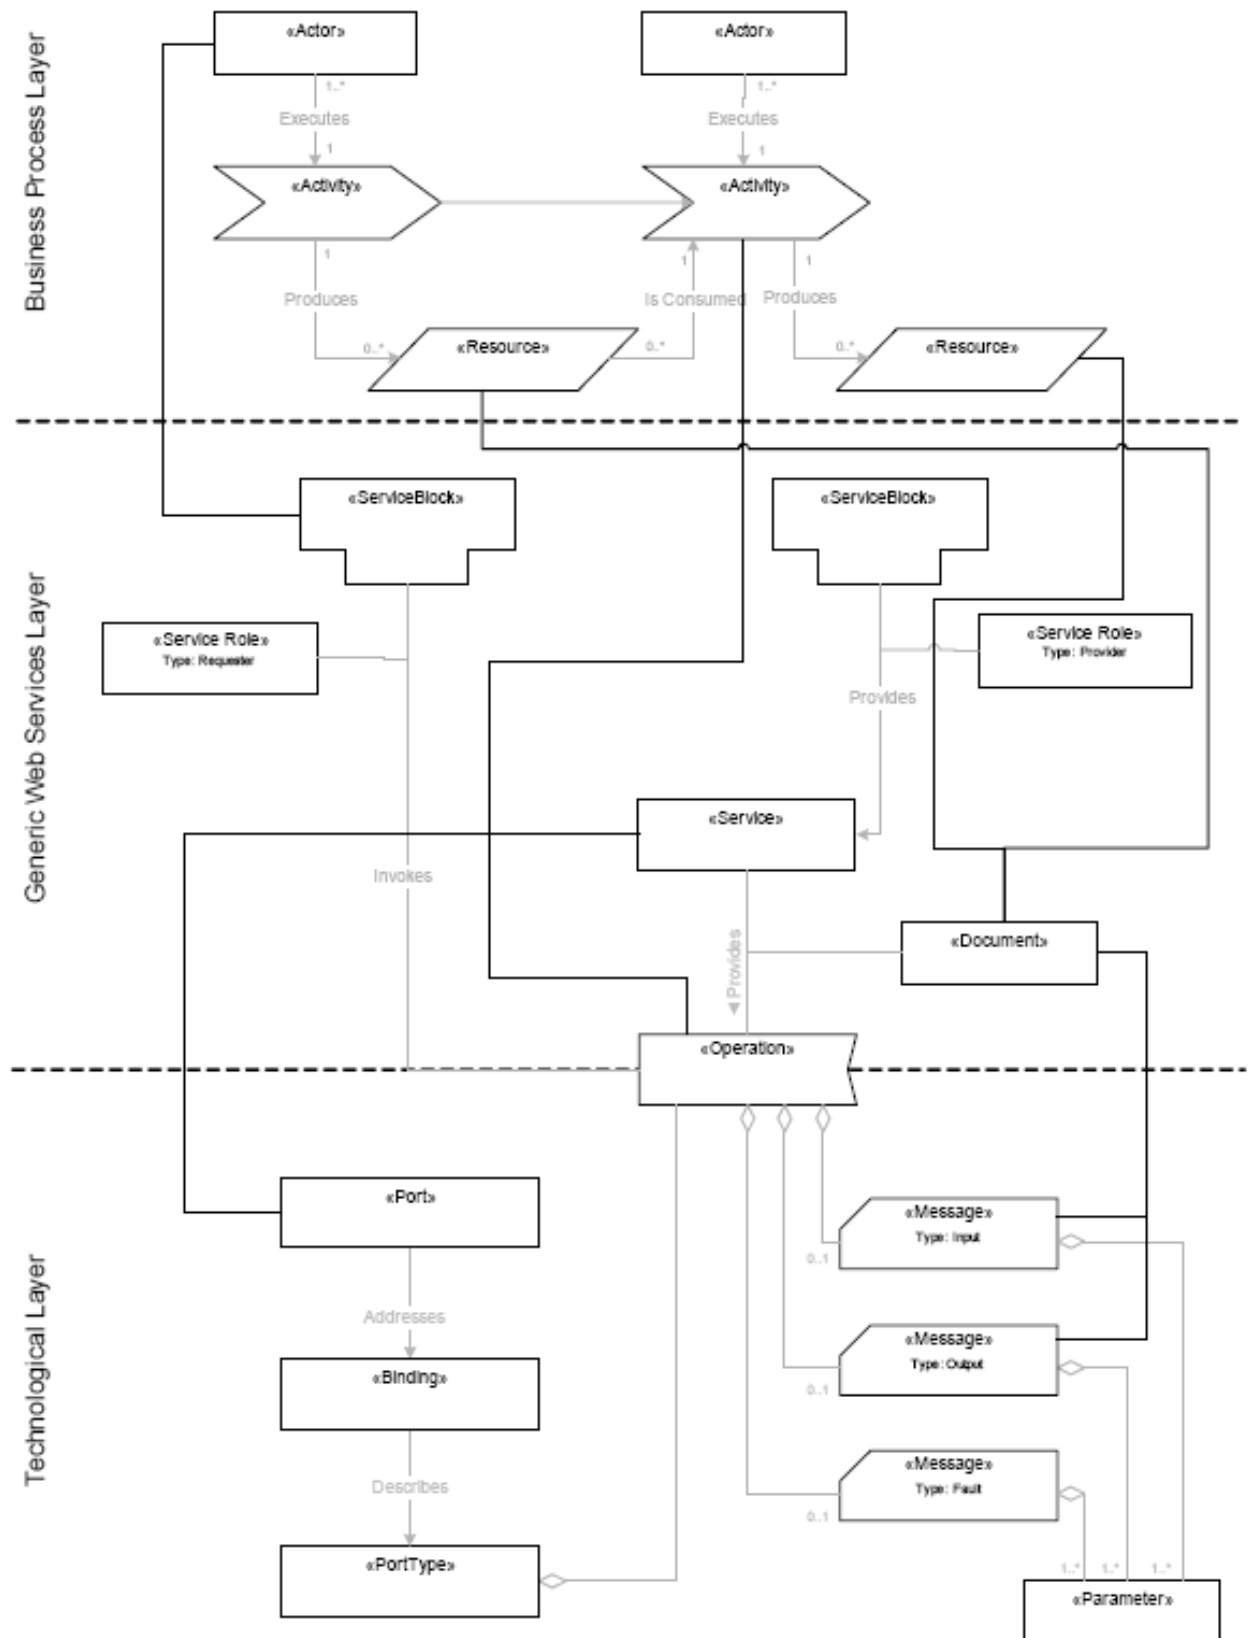 Business Process Layer
«Actor»
«Actor»
1..*
1..*
Executes
Executes
1
1
«Activity»
«Activity»
1
1
1
Produces
Is Consumed
Produces
0..*
«Resource»
0..*
0..*
«Resource»
Generic Web Services Layer
«ServiceBlock»
«ServiceBlock»
«Service Role»
Type: Requester
«Service Role»
Type: Provider
Provides
«Service»
Invokes
Provides
«Document»
«Operation»
Technological Layer
«Port»
«Message»
Type: Input
0..1
Addresses
«Message»
Type: Output
«Binding»
0..1
«Message»
Type: Fault
Describes
0..1
«PortType»
1..*
1..*
1..*
«Parameter»